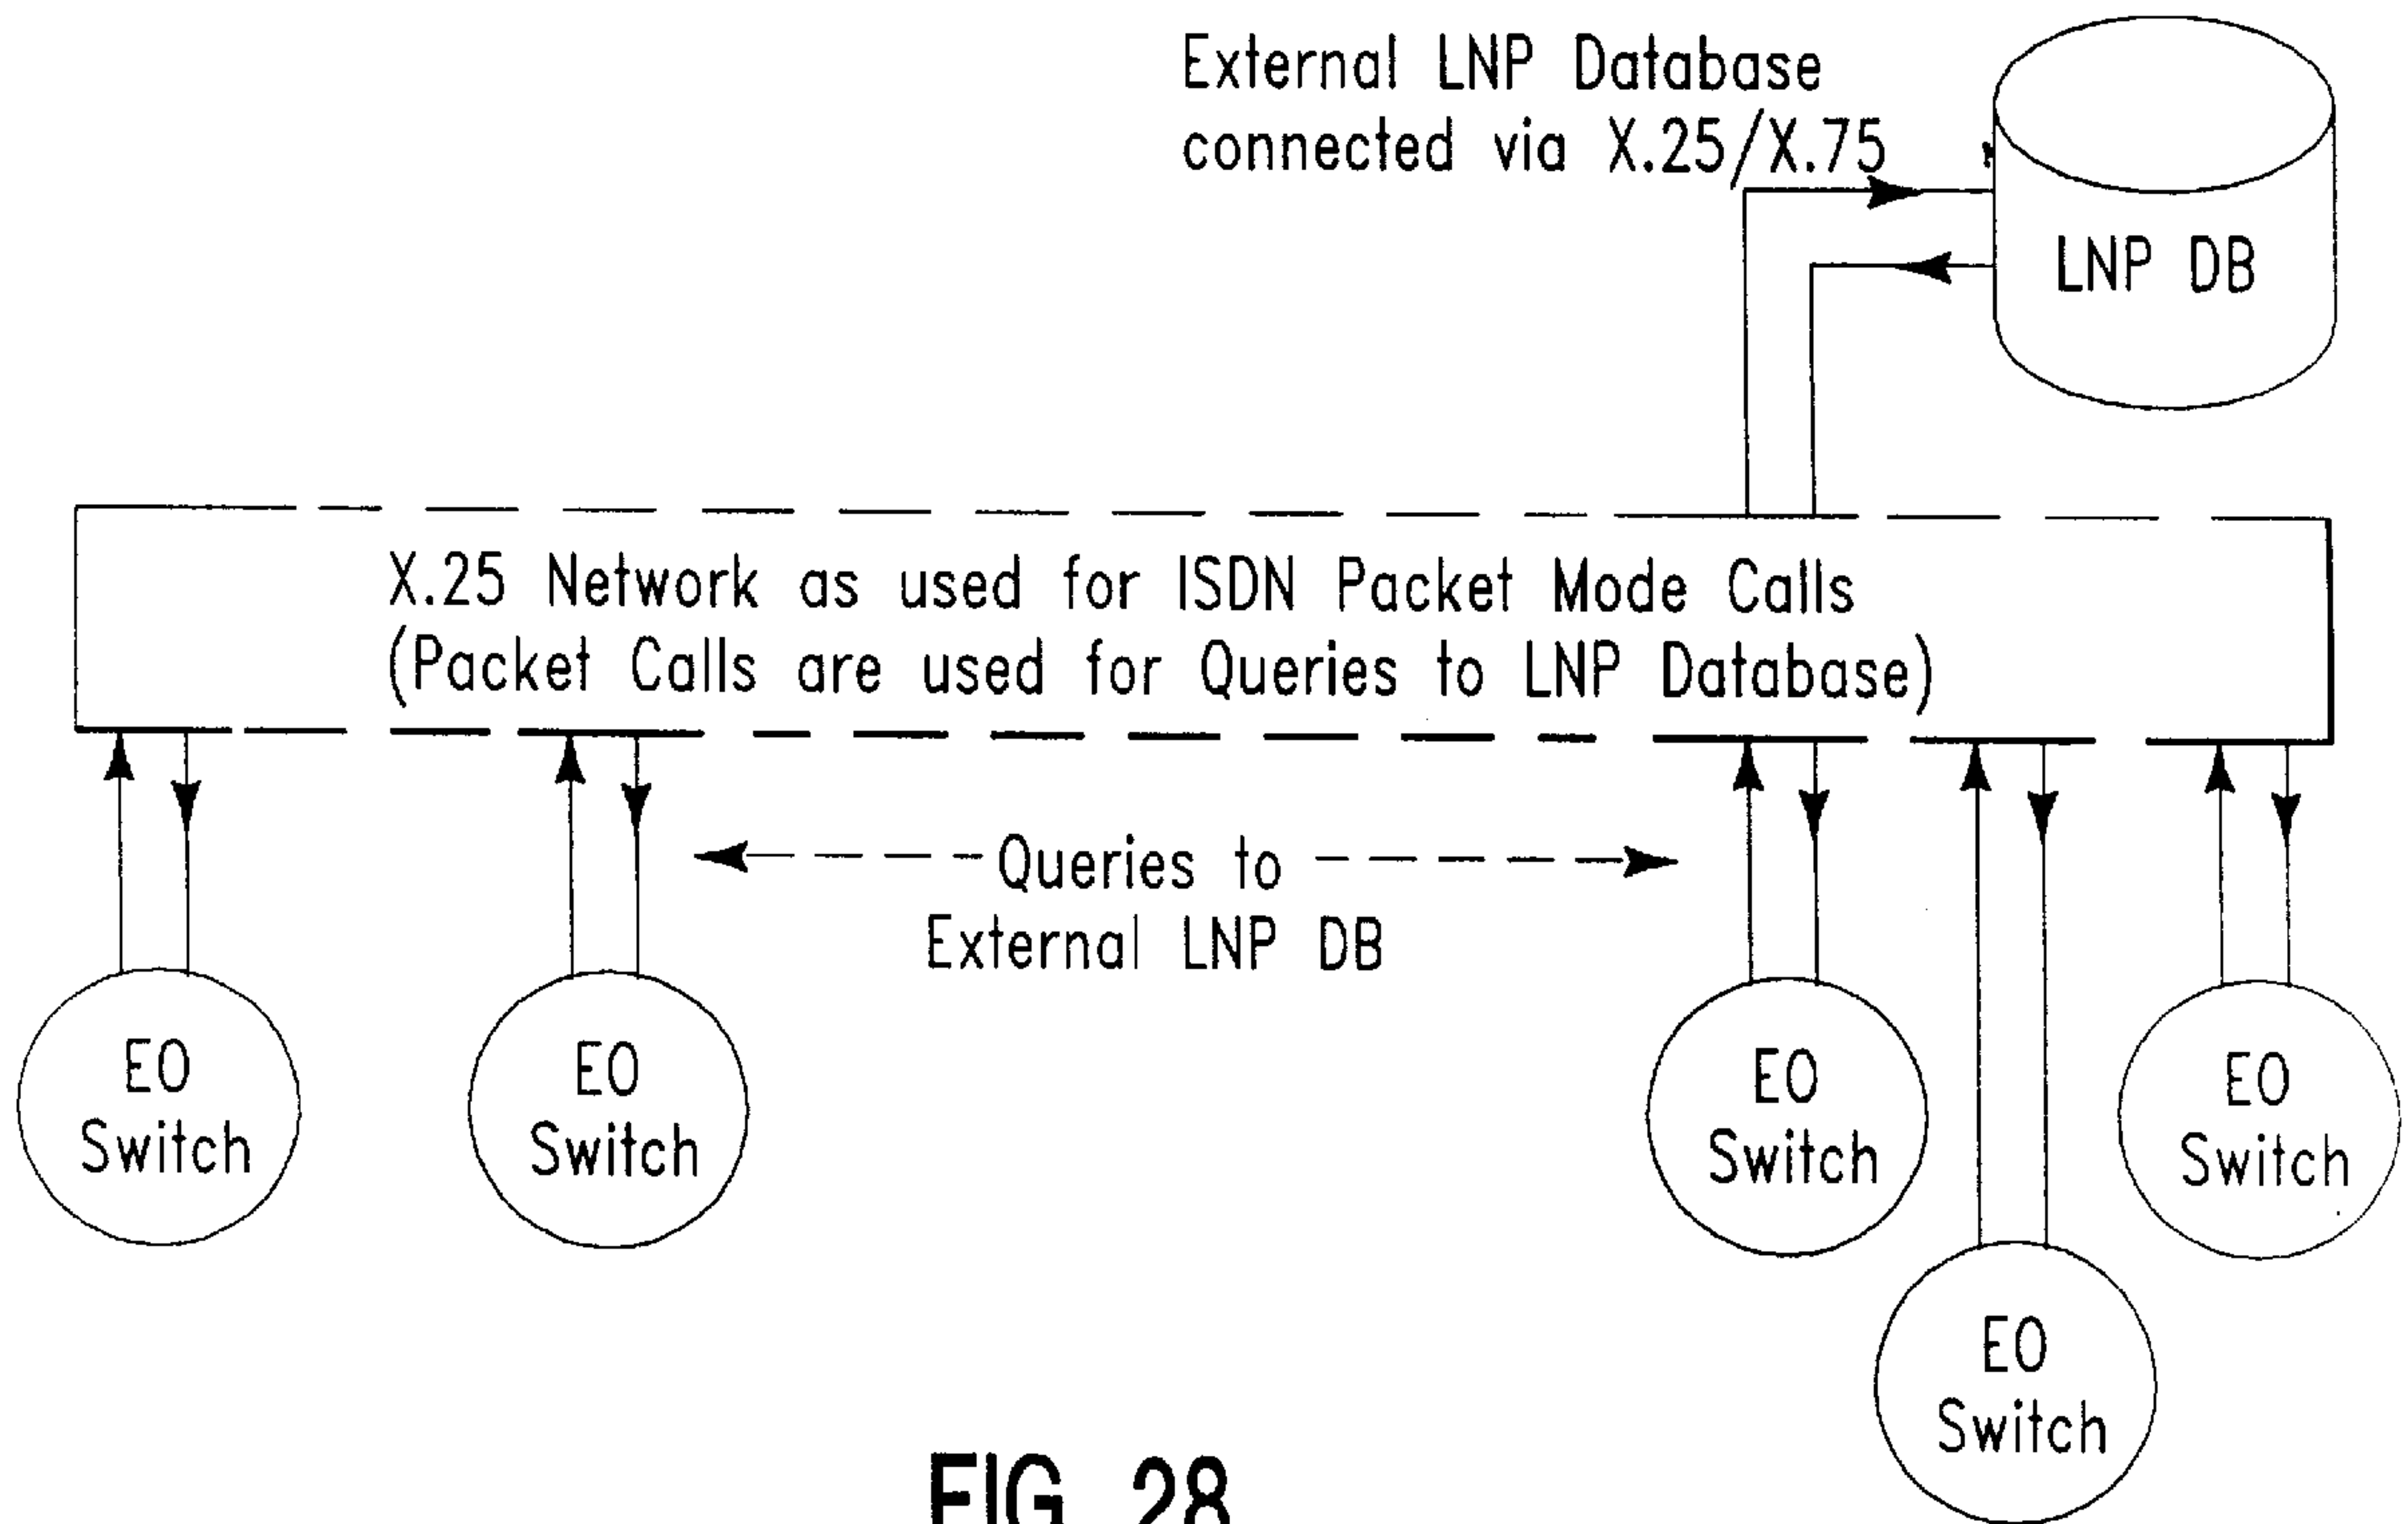 External LNP Database
connected via X.25/X.75
LNP DB
X.25 Network as used for ISDN Packet Mode Calls
(Packet Calls are used for Queries to LNP Database)
Queries to
External LNP DB
EO
Switch
EO
Switch
EO
Switch
EO
Switch
EO
Switch
FIG. 28